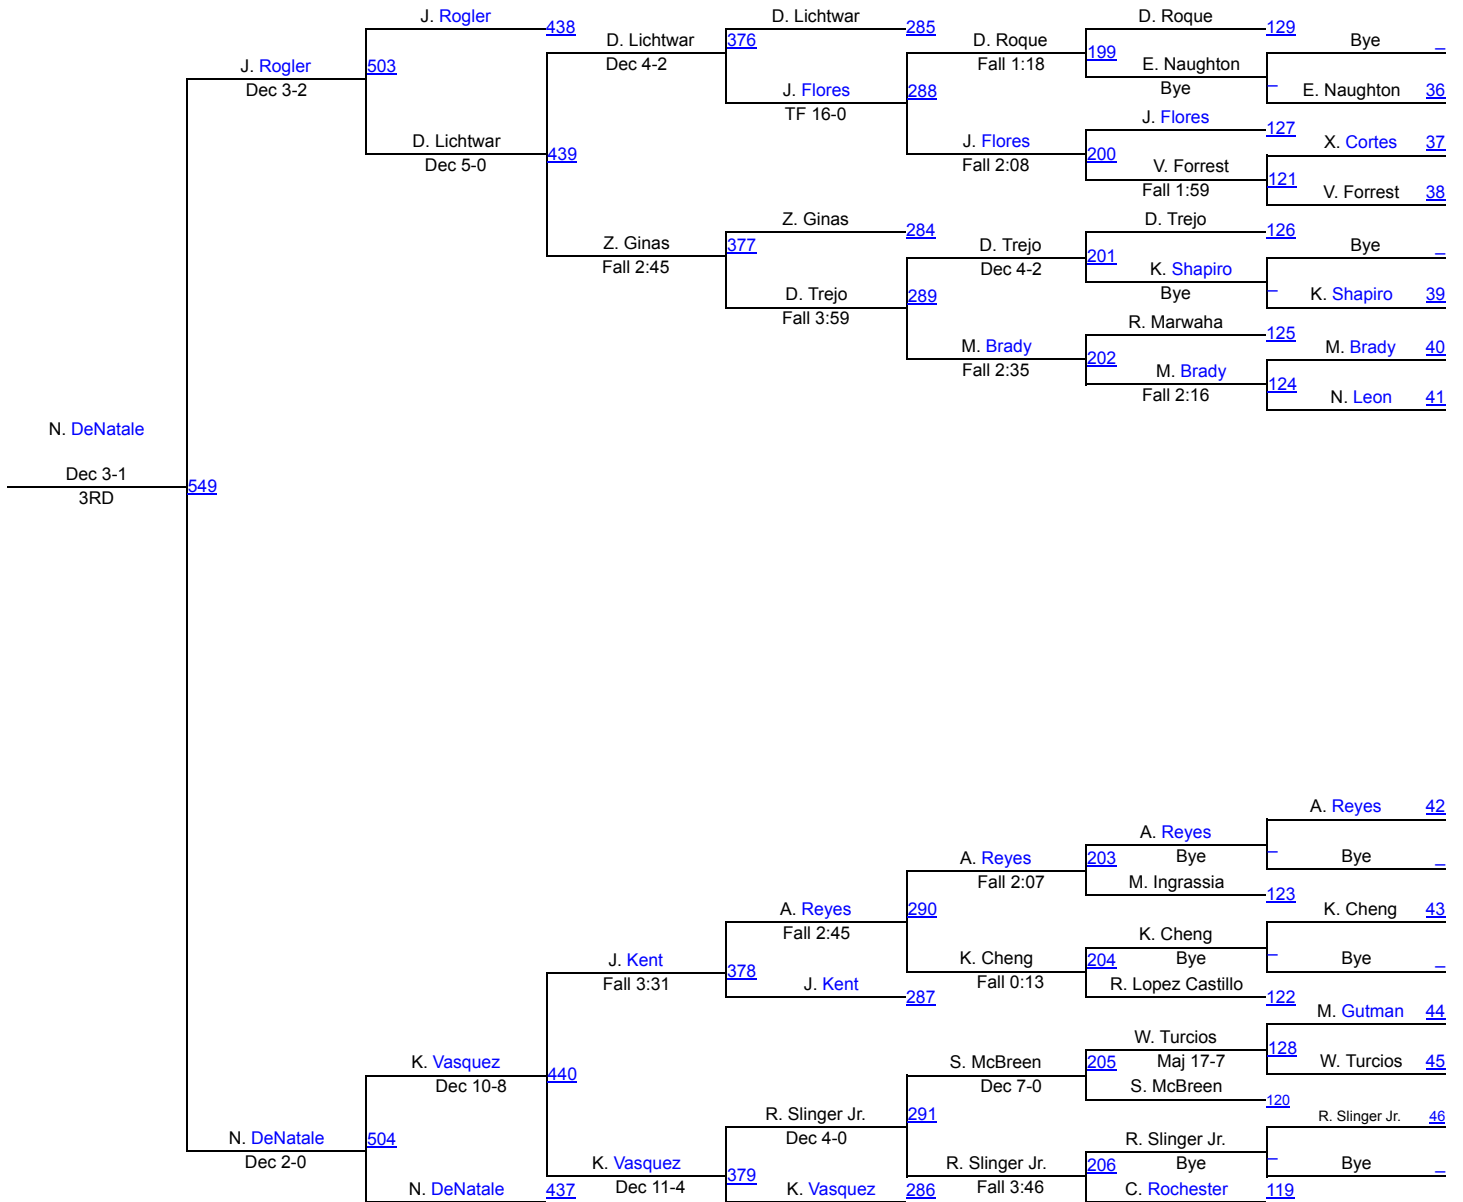 J. Rogler 438
D. Lichtwar 285
D. Roque 129
D. Lichtwar 376
Dec 4-2
D. Roque
Fall 1:18
199
Bye _
J. Rogler 503
Dec 3-2
E. Naughton
Bye
_
J. Flores 288
TF 16-0
E. Naughton 36
J. Flores 127
D. Lichtwar 439
Dec 5-0
J. Flores 200
Fall 2:08
X. Cortes 37
V. Forrest 121
Fall 1:59
V. Forrest 38
Z. Ginas 284
D. Trejo 126
Z. Ginas 377
Fall 2:45
D. Trejo 201
Dec 4-2
Bye _
K. Shapiro
Bye
_
D. Trejo 289
Fall 3:59
K. Shapiro 39
R. Marwaha 125
M. Brady 202
Fall 2:35
M. Brady 40
M. Brady 124
Fall 2:16
N. Leon 41
N. DeNatale
Dec 3-1
3RD
549
A. Reyes 42
A. Reyes
Bye
_
A. Reyes 203
Fall 2:07
Bye _
M. Ingrassia 123
A. Reyes 290
Fall 2:45
K. Cheng 43
K. Cheng
Bye
_
J. Kent 378
Fall 3:31
K. Cheng 204
Fall 0:13
Bye _
J. Kent 287
R. Lopez Castillo 122
M. Gutman 44
W. Turcios 128
Maj 17-7
K. Vasquez 440
Dec 10-8
S. McBreen 205
Dec 7-0
W. Turcios 45
S. McBreen 120
R. Slinger Jr. 291
Dec 4-0
R. Slinger Jr. 46
N. DeNatale 504
Dec 2-0
R. Slinger Jr.
Bye
_
K. Vasquez 379
Dec 11-4
R. Slinger Jr. 206
Fall 3:46
Bye _
N. DeNatale 437
K. Vasquez 286
C. Rochester 119